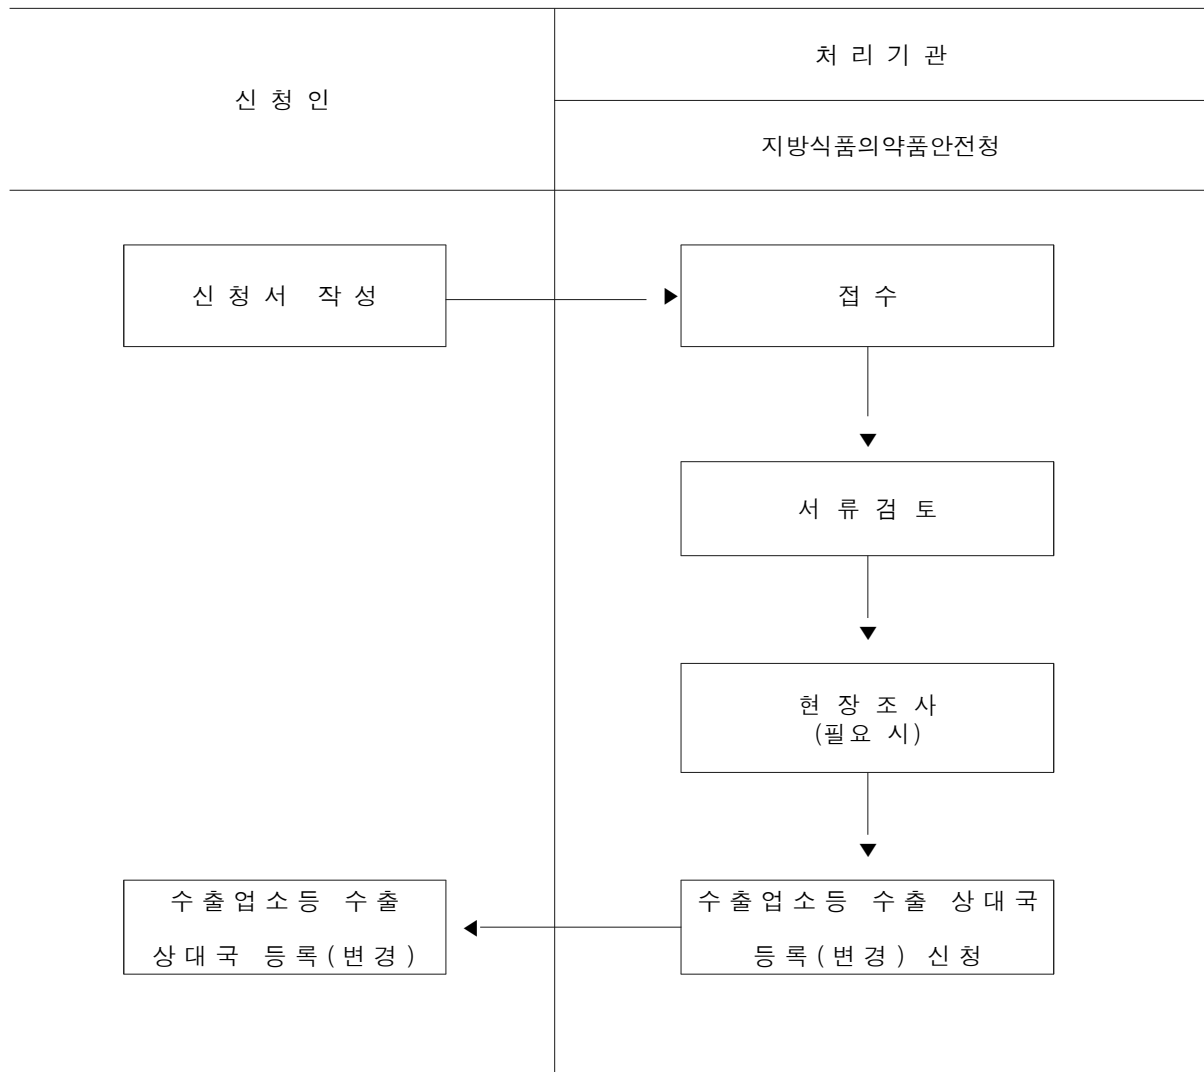 신청인
처리기관
지방식품의약품안전청
신청서 작성
접수
서류검토
현장조사
(필요 시)
수출업소등 수출
상대국 등록(변경)
수출업소등 수출 상대국
등록(변경) 신청